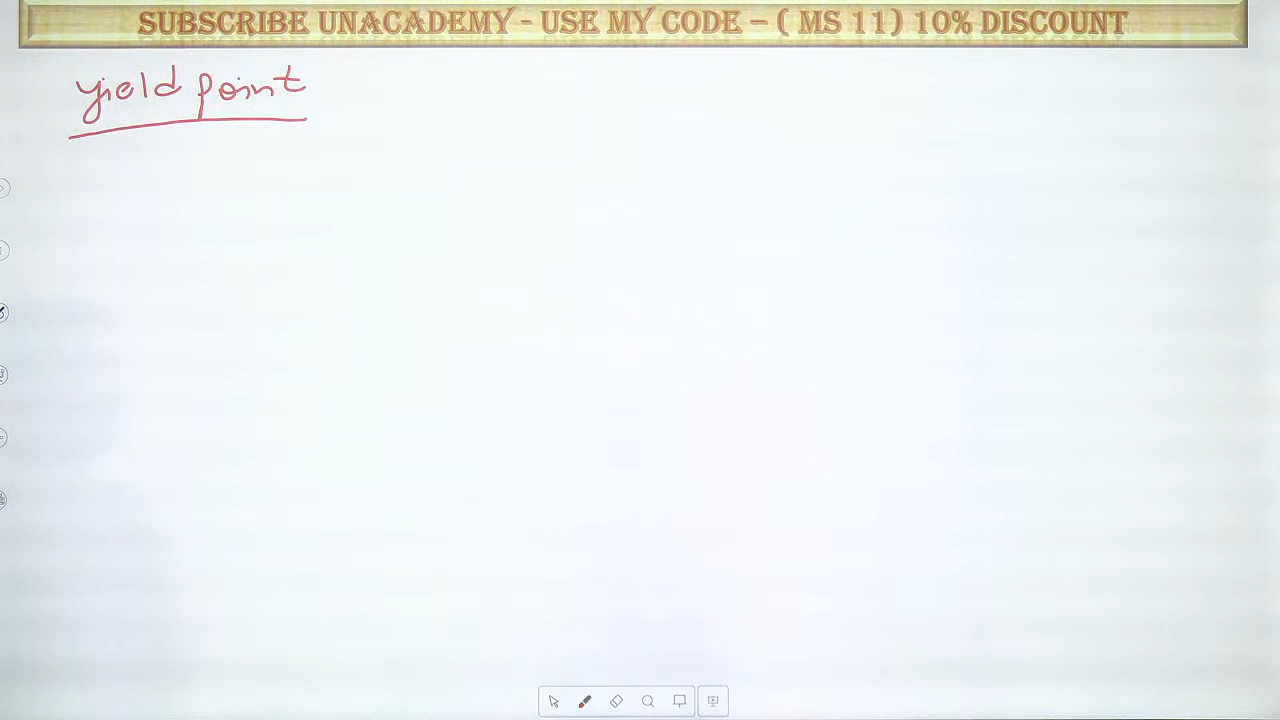 SUBSCRIBE UNACADEMY - USE MY CODE – ( MS 11) 10% DISCOUNT
yield point